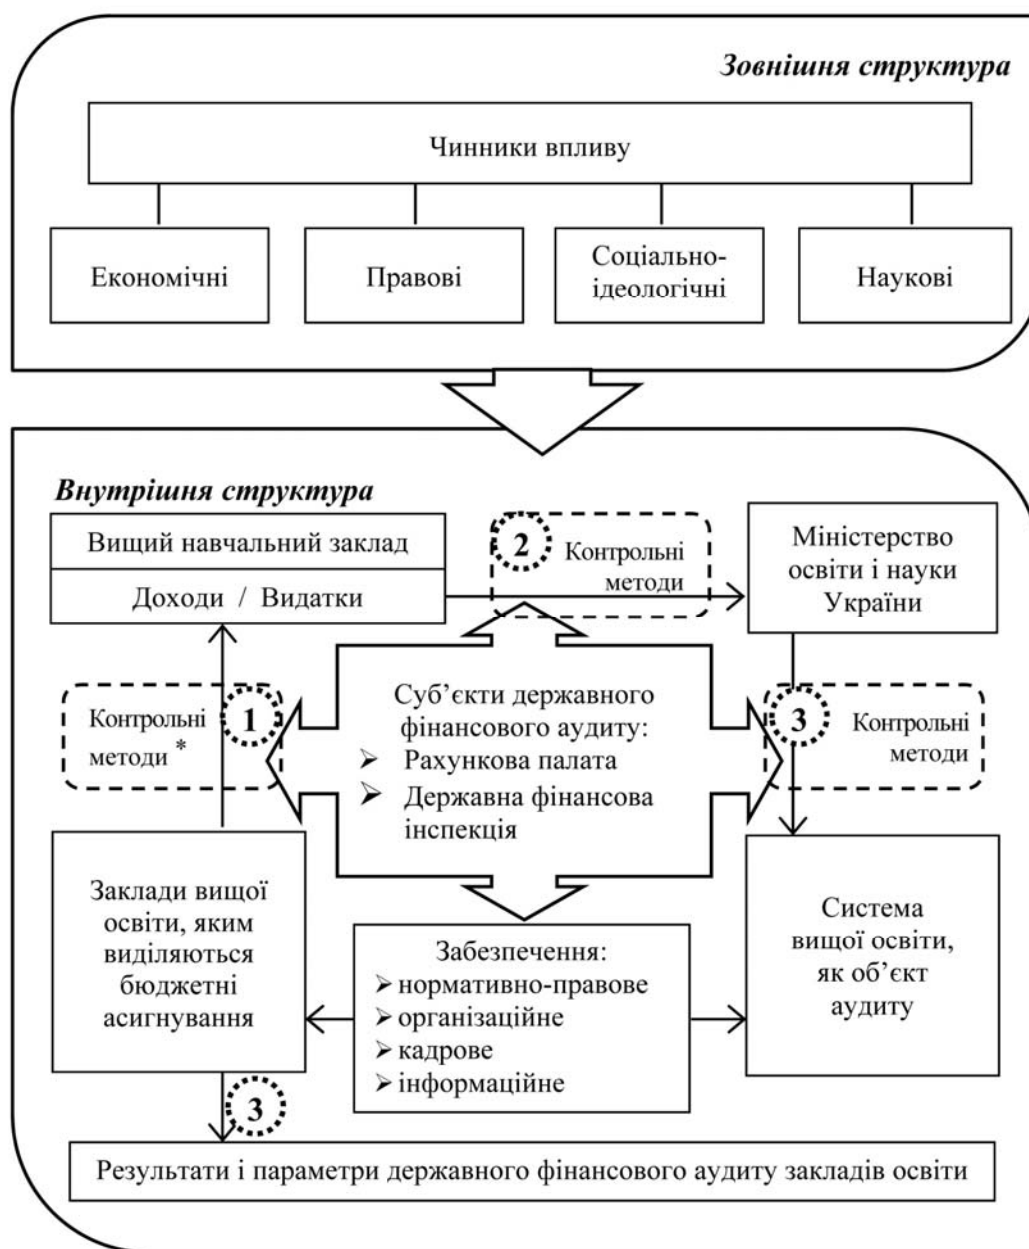 Зовнішня структура
Чинники впливу
Економічні
Правові
Соціально-
ідеологічні
Наукові
Внутрішня структура
Вищий навчальний заклад
Доходи / Видатки
2
Контрольні
методи
Міністерство
освіти і науки
України
Контрольні
методи *
1
Суб’єкти державного
фінансового аудиту:
➢ Рахункова палата
➢ Державна фінансова
інспекція
3
Контрольні
методи
Заклади вищої
освіти, яким
виділяються
бюджетні
асигнування
Забезпечення:
➢ нормативно-правове
➢ організаційне
➢ кадрове
➢ інформаційне
Система
вищої освіти,
як об’єкт
аудиту
3
Результати і параметри державного фінансового аудиту закладів освіти